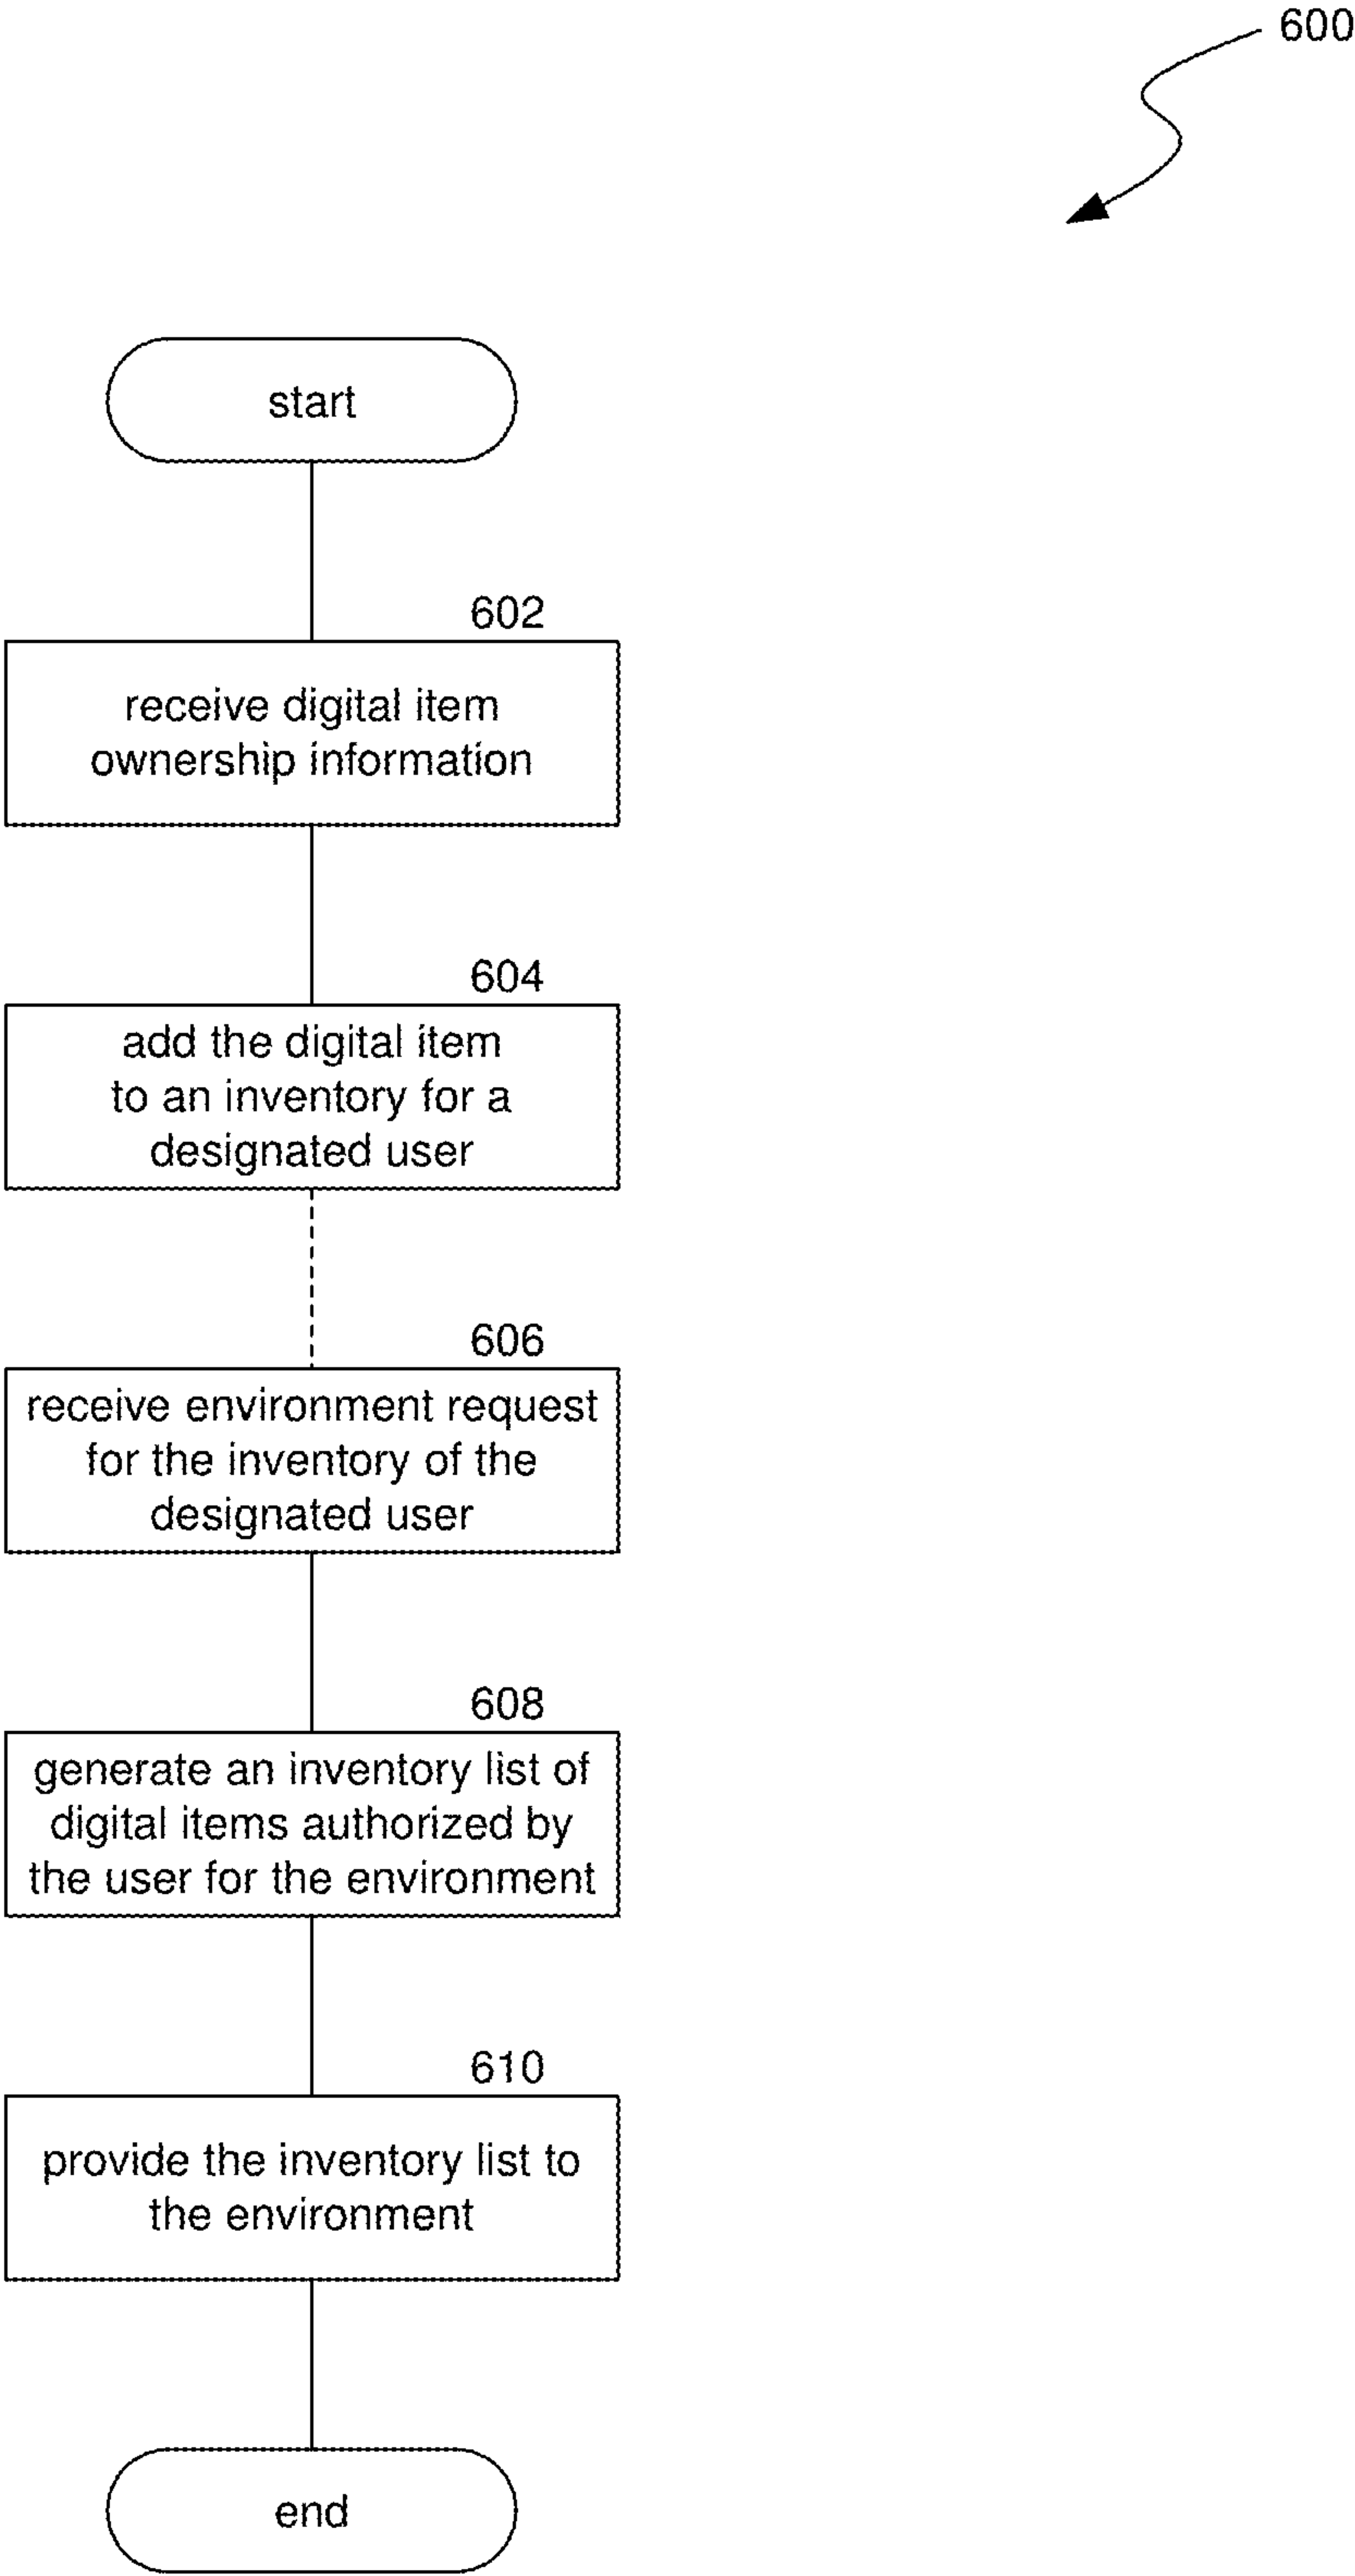 600
start
602
receive digital item
ownership information
604
add the digital item
to an inventory for a
designated user
606
receive environment request
for the inventory of the
designated user
608
generate an inventory list of
digital items authorized by
the user for the environment
610
provide the inventory list to
the environment
end